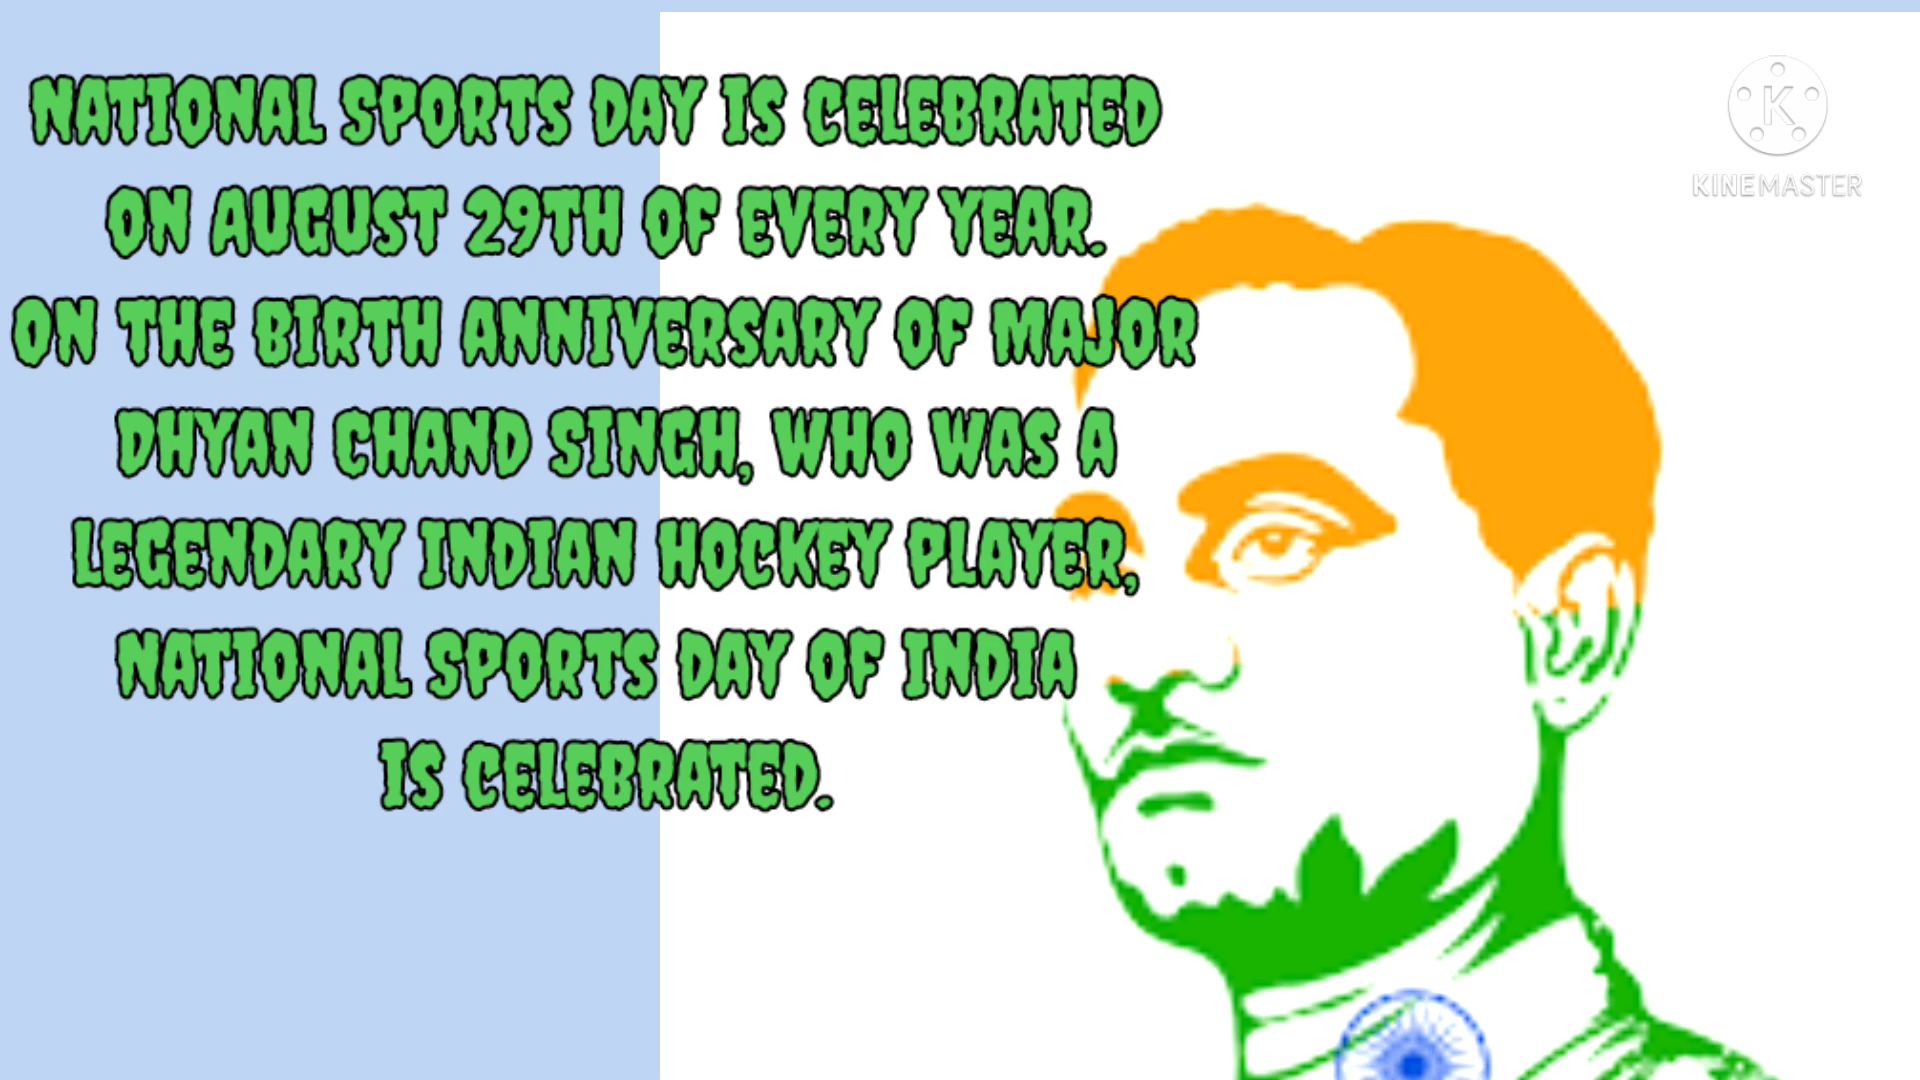 NATIONAL SPORTS DAY IS CELEBRATED
ON AUGUST 29TH OF EVERY YEAR.
ON THE BIRTH ANNIVERSARY OF MAJOR
DHYAN CHAND SINGH, WHO WAS A
LEGENDARY INDIAN HOCKEY PLAYER,
NATIONAL SPORTS DAY OF INDIA
IS CELEBRATED.
K
KINEMASTER